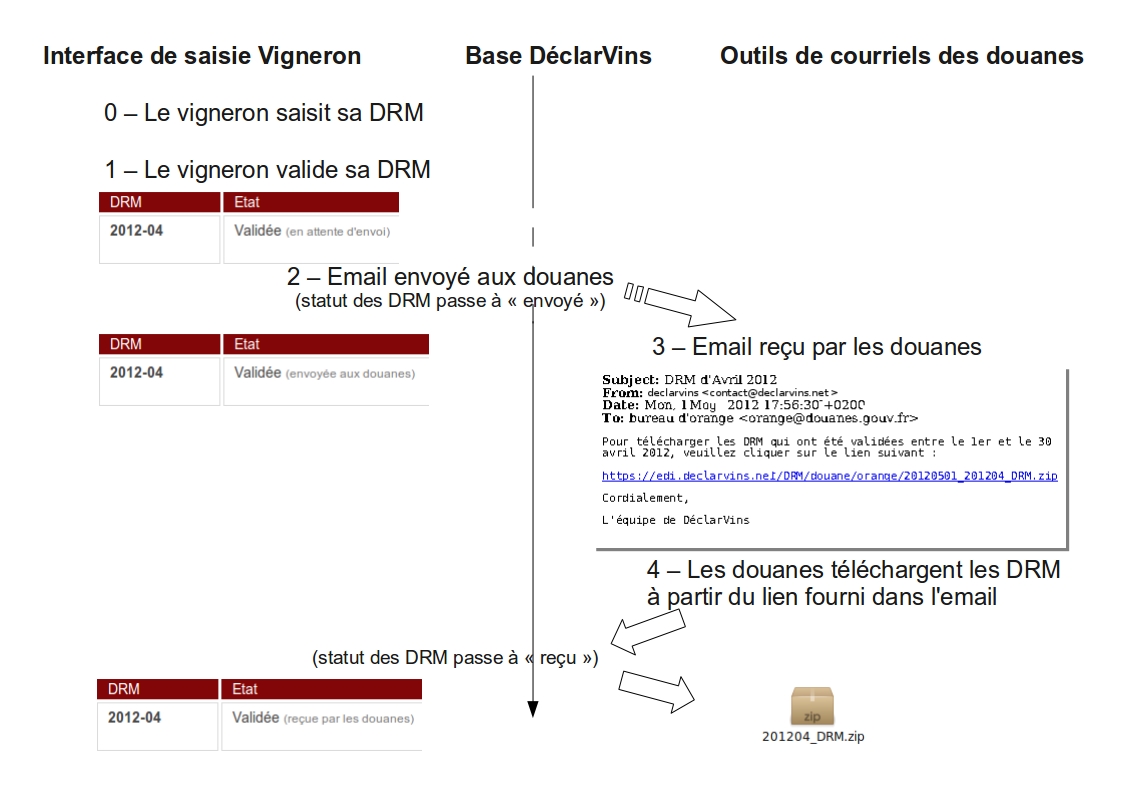 Interface de saisie Vigneron
Base DéclarVins
Outils de courriels des douanes
0 – Le vigneron saisit sa DRM
1 – Le vigneron valide sa DRM
DRM Etat
2012-04 Validée (en attente d'envoi)
2 – Email envoyé aux douanes
(statut des DRM passe à « envoyé »)
DRM Etat
2012-04 Validée (envoyée aux douanes)
3 – Email reçu par les douanes
Subject: DRM d'Avril 2012
From: declarvins <contact@declarvins.net>
Date: Mon, 1 May 2012 17:56:30 +0200
To: bureau d'orange <orange@douanes.gouv.fr>
Pour télécharger les DRM qui ont été validées entre le 1er et le 30
avril 2012, veuillez cliquer sur le lien suivant :
https://edi.declarvins.net/DRM/douane/orange/20120501_201204_DRM.zip
Cordialement,
L'équipe de DéclarVins
4 – Les douanes téléchargent les DRM
à partir du lien fourni dans l'email
(statut des DRM passe à « reçu »)
DRM Etat
2012-04 Validée (reçue par les douanes)
zip
201204_DRM.zip